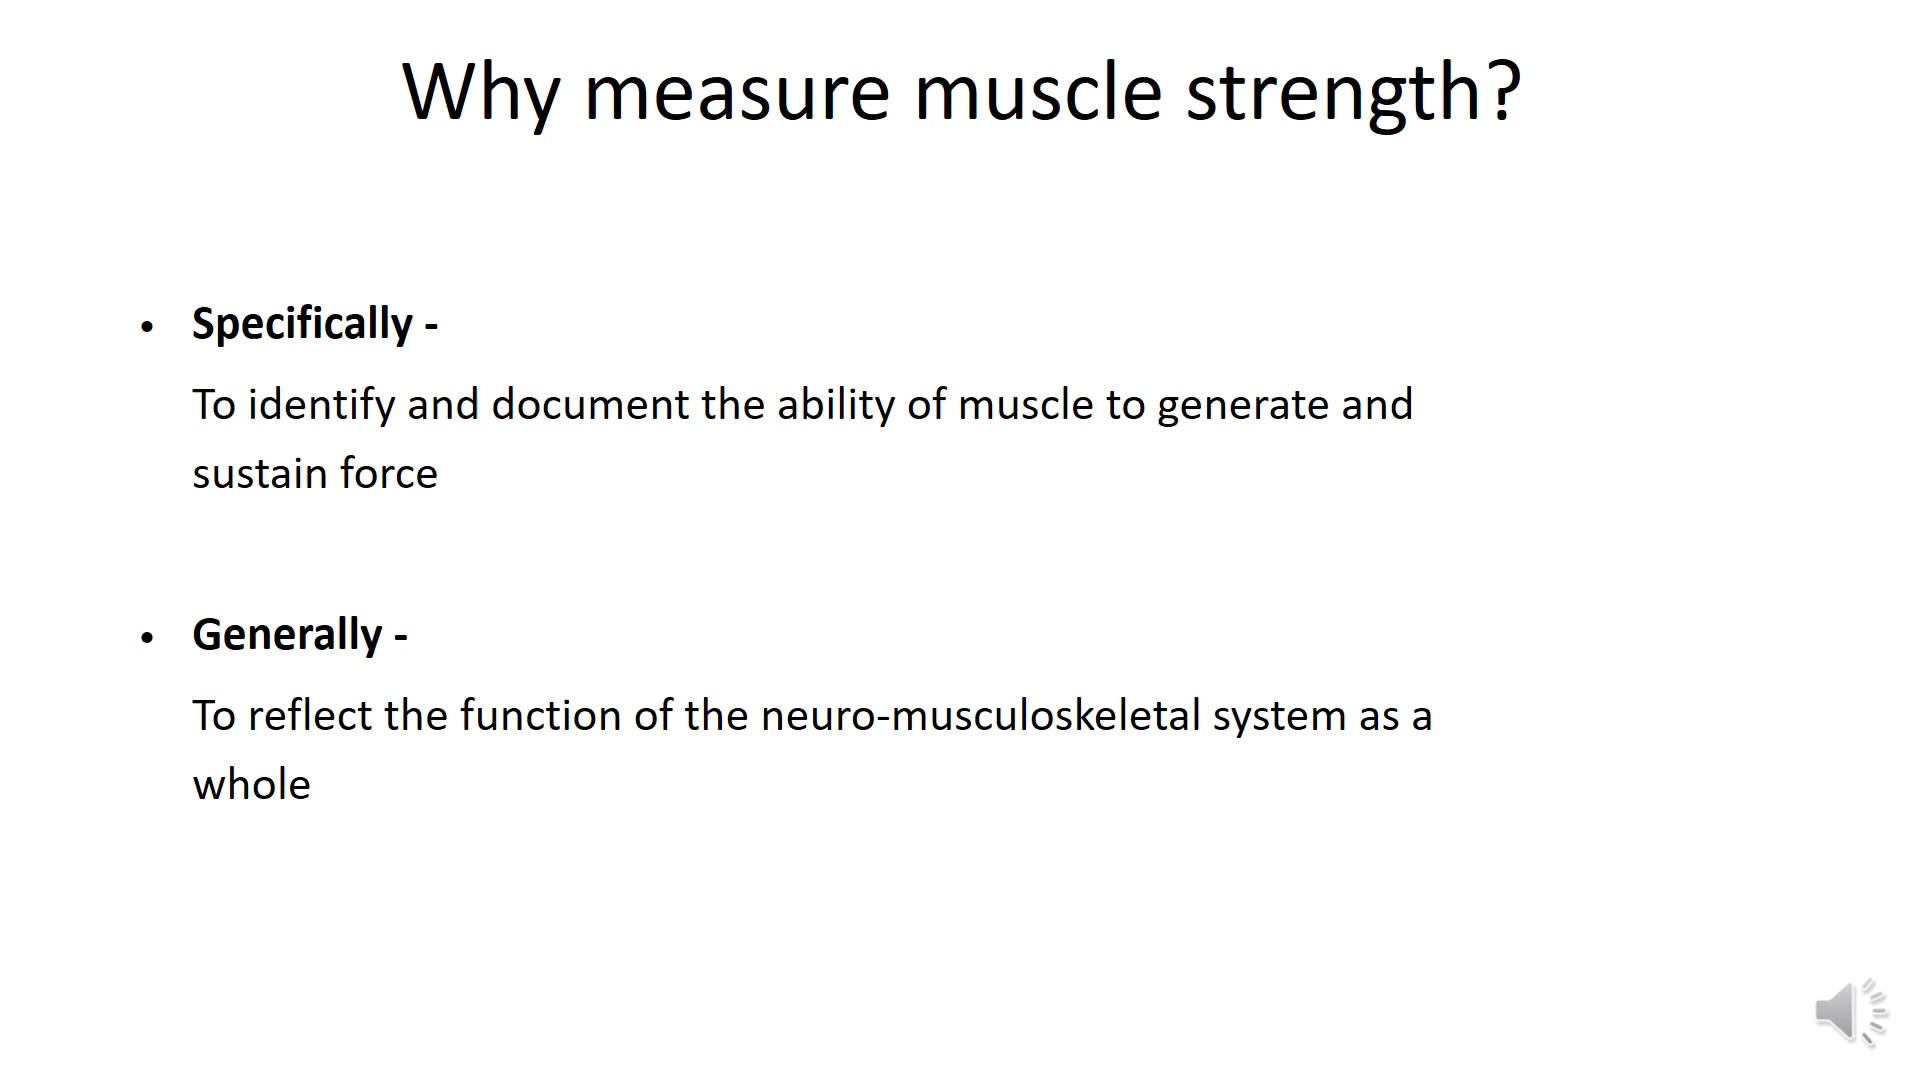 Why measure muscle strength?
• Specifically -
To identify and document the ability of muscle to generate and
sustain force
• Generally -
To reflect the function of the neuro-musculoskeletal system as a
whole